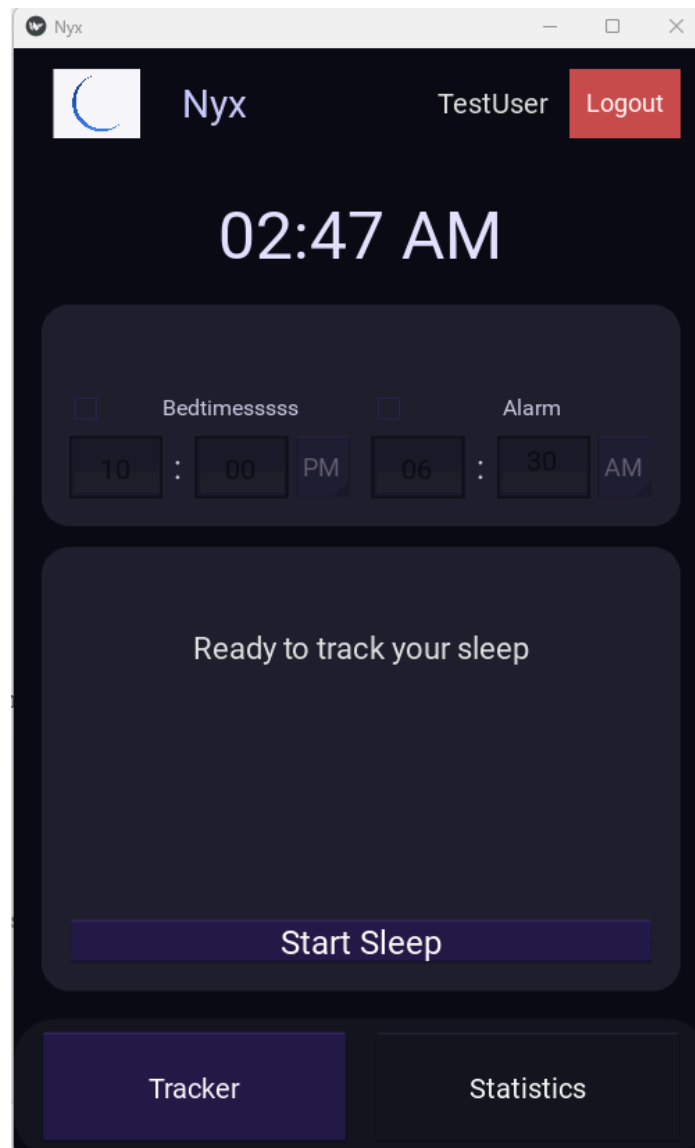 Nyx
Nyx TestUser Logout
02:47 AM
Bedtimesssss Alarm
10 : 00 PM 06 : 30 AM
Ready to track your sleep
Start Sleep
Tracker Statistics